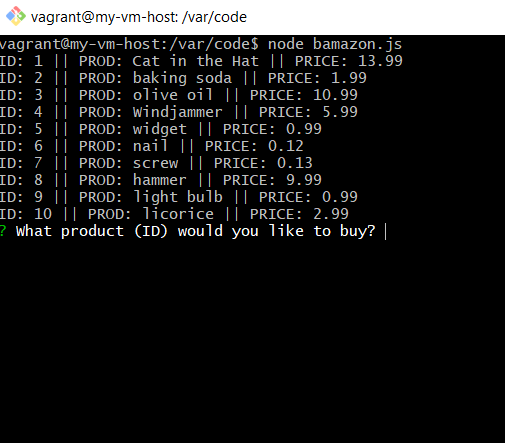 vagrant@my-vm-host: /var/code
vagrant@my-vm-host:/var/code$ node bamazon.js
ID: 1 || PROD: Cat in the Hat || PRICE: 13.99
ID: 2 || PROD: baking soda || PRICE: 1.99
ID: 3 || PROD: olive oil || PRICE: 10.99
ID: 4 || PROD: Windjammer || PRICE: 5.99
ID: 5 || PROD: widget || PRICE: 0.99
ID: 6 || PROD: nail || PRICE: 0.12
ID: 7 || PROD: screw || PRICE: 0.13
ID: 8 || PROD: hammer || PRICE: 9.99
ID: 9 || PROD: light bulb || PRICE: 0.99
ID: 10 || PROD: licorice || PRICE: 2.99
? What product (ID) would you like to buy?